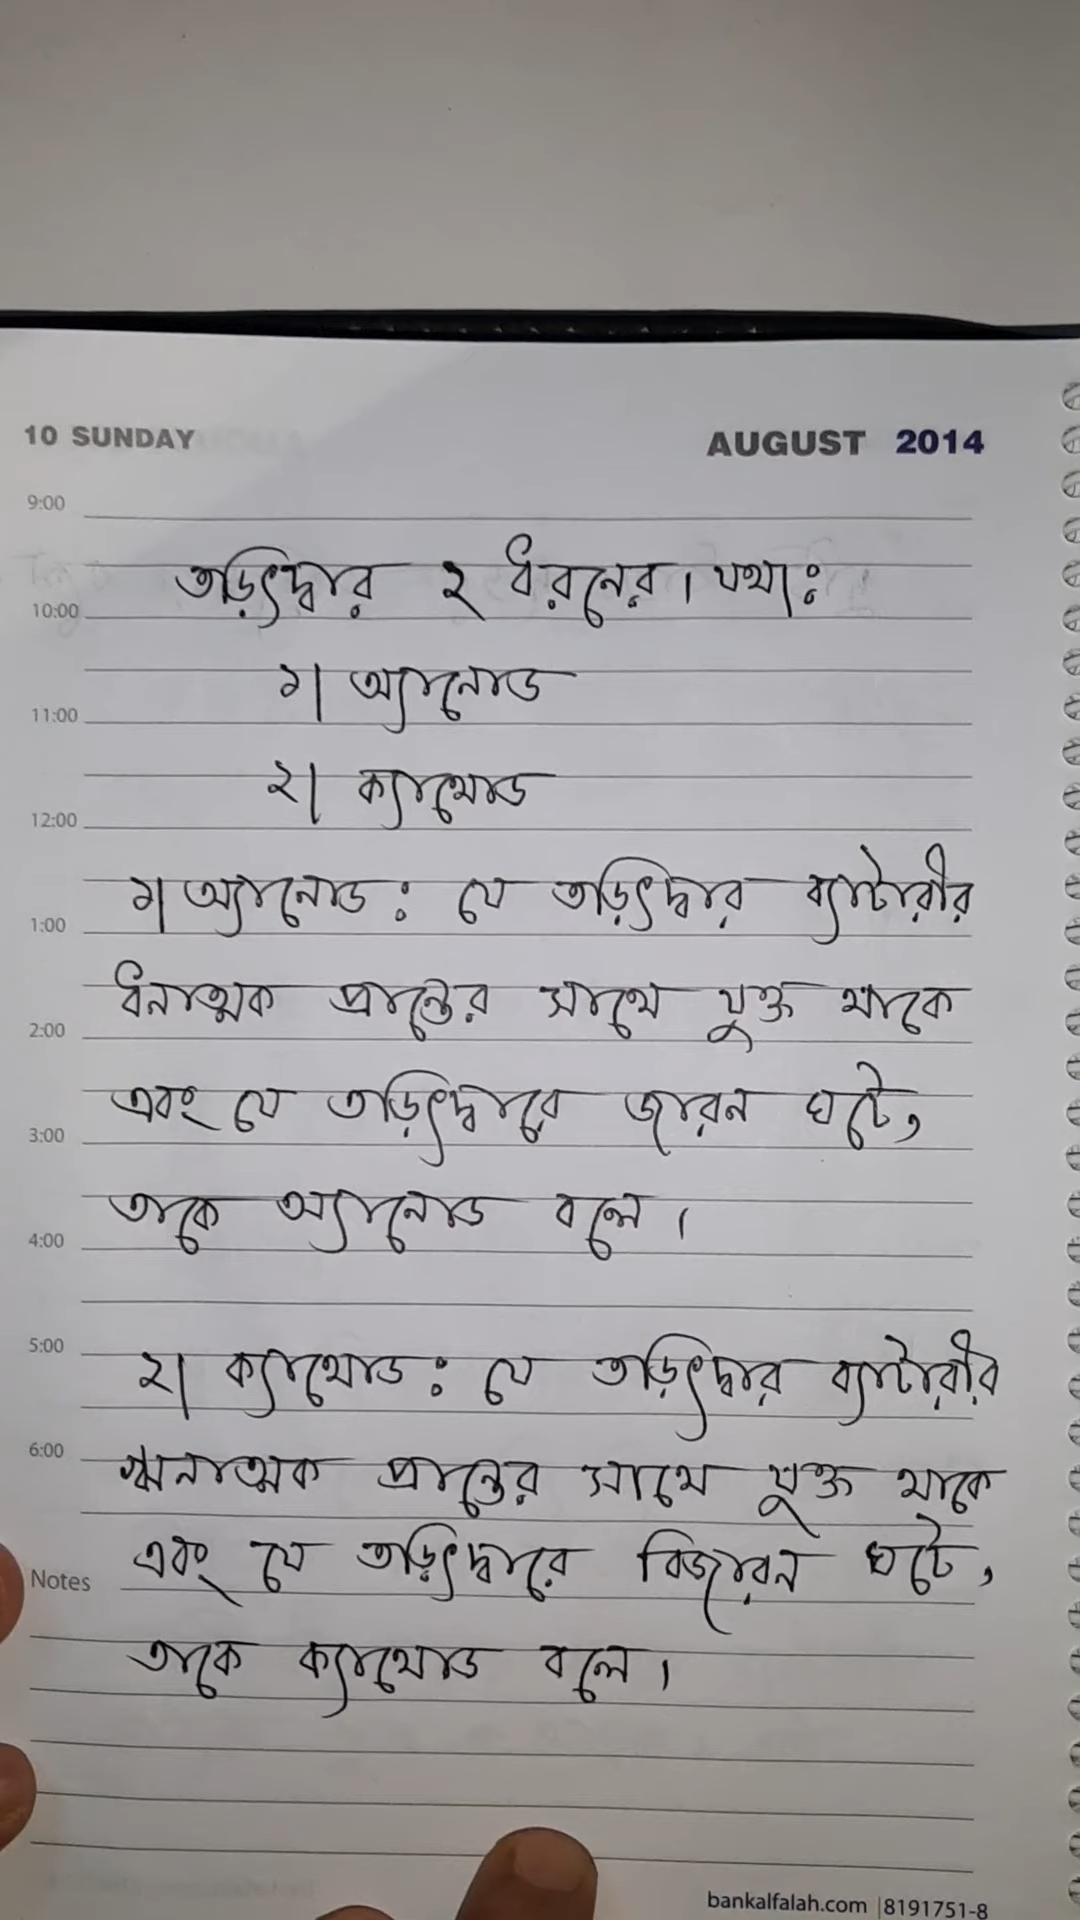 10 SUNDAY
AUGUST 2014
9:00
তড়িৎদ্বার ২ ধরনের। যথা:
10:00
১| অ্যানোড
11:00
২| ক্যাথোড
12:00
১| অ্যানোড: যে তড়িৎদ্বার ব্যাটারীর
1:00
ধনাত্মক প্রান্তের সাথে যুক্ত থাকে
2:00
এবং যে তড়িৎদ্বারে জারন ঘটে,
3:00
তাকে অ্যানোড বলে।
4:00
5:00
২| ক্যাথোড: যে তড়িৎদ্বার ব্যাটারীর
6:00
ঋনাত্মক প্রান্তের সাথে যুক্ত থাকে
এবং যে তড়িৎদ্বারে বিজারন ঘটে,
Notes
তাকে ক্যাথোড বলে।
bankalfalah.com |8191751-8